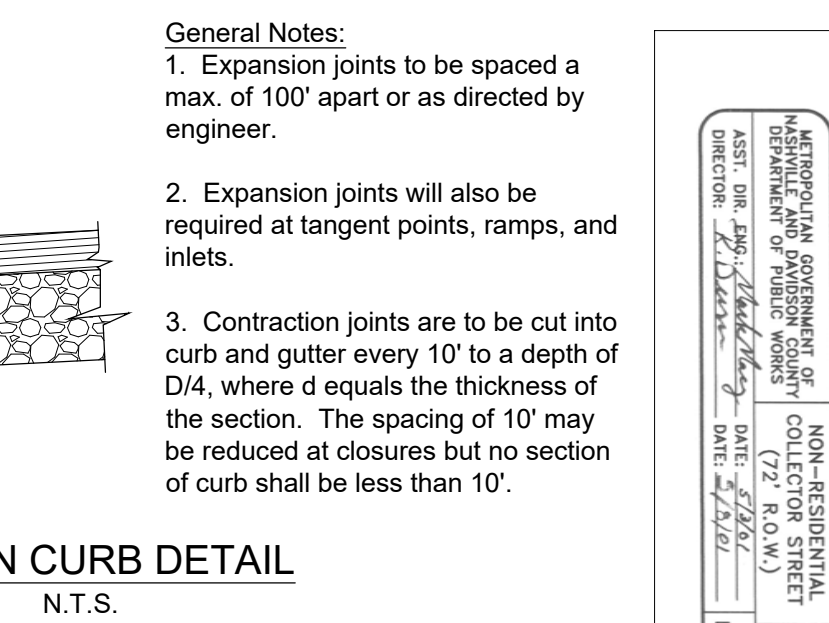 General Notes:
1. Expansion joints to be spaced a
max. of 100' apart or as directed by
engineer.
2. Expansion joints will also be
required at tangent points, ramps, and
inlets.
3. Contraction joints are to be cut into
curb and gutter every 10' to a depth of
D/4, where d equals the thickness of
the section. The spacing of 10' may
be reduced at closures but no section
of curb shall be less than 10'.
N CURB DETAIL
N.T.S.
METROPOLITAN GOVERNMENT OF
NASHVILLE AND DAVIDSON COUNTY
DEPARTMENT OF PUBLIC WORKS
ASST. DIR. ENG.: DATE: 5/3/01
DIRECTOR: DATE:
NON-RESIDENTIAL
COLLECTOR STREET
(72' R.O.W.)